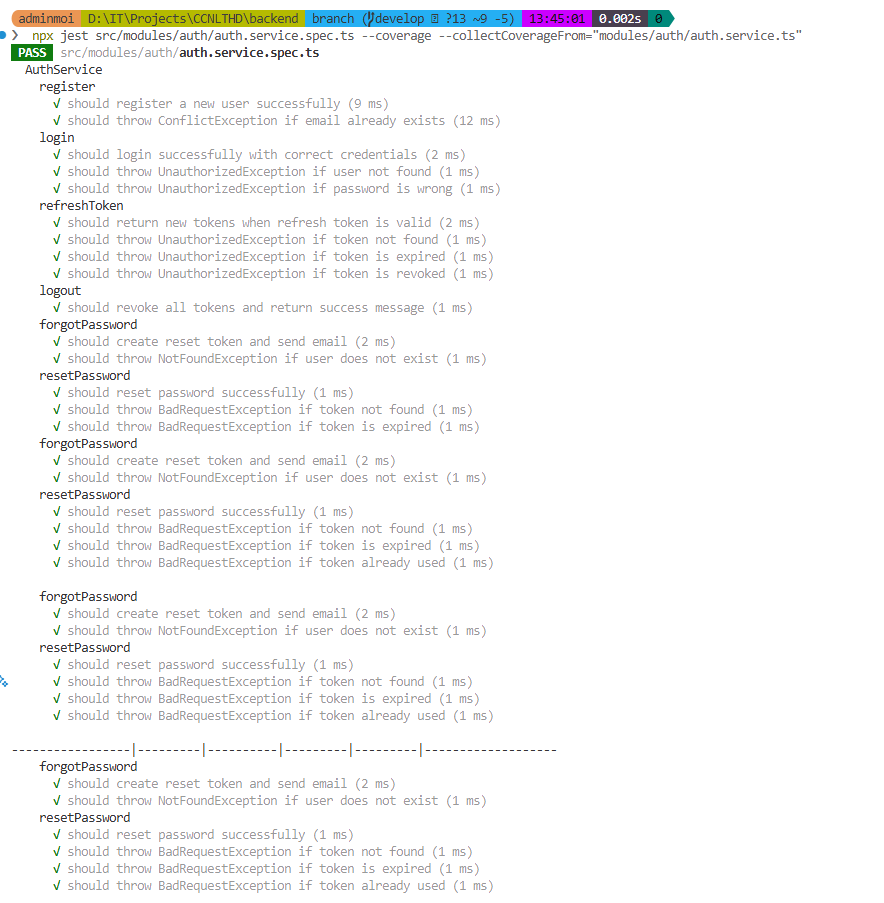 adminmoi D:\IT\Projects\CCNLTHD\backend branch (develop ?13 ~9 -5) 13:45:01 0.002s 0
❯ npx jest src/modules/auth/auth.service.spec.ts --coverage --collectCoverageFrom="modules/auth/auth.service.ts"
PASS src/modules/auth/auth.service.spec.ts
AuthService
register
√ should register a new user successfully (9 ms)
√ should throw ConflictException if email already exists (12 ms)
login
√ should login successfully with correct credentials (2 ms)
√ should throw UnauthorizedException if user not found (1 ms)
√ should throw UnauthorizedException if password is wrong (1 ms)
refreshToken
√ should return new tokens when refresh token is valid (2 ms)
√ should throw UnauthorizedException if token not found (1 ms)
√ should throw UnauthorizedException if token is expired (1 ms)
√ should throw UnauthorizedException if token is revoked (1 ms)
logout
√ should revoke all tokens and return success message (1 ms)
forgotPassword
√ should create reset token and send email (2 ms)
√ should throw NotFoundException if user does not exist (1 ms)
resetPassword
√ should reset password successfully (1 ms)
√ should throw BadRequestException if token not found (1 ms)
√ should throw BadRequestException if token is expired (1 ms)
forgotPassword
√ should create reset token and send email (2 ms)
√ should throw NotFoundException if user does not exist (1 ms)
resetPassword
√ should reset password successfully (1 ms)
√ should throw BadRequestException if token not found (1 ms)
√ should throw BadRequestException if token is expired (1 ms)
√ should throw BadRequestException if token already used (1 ms)
forgotPassword
√ should create reset token and send email (2 ms)
√ should throw NotFoundException if user does not exist (1 ms)
resetPassword
√ should reset password successfully (1 ms)
√ should throw BadRequestException if token not found (1 ms)
√ should throw BadRequestException if token is expired (1 ms)
√ should throw BadRequestException if token already used (1 ms)
-----------------|---------|----------|---------|---------|-------------------
forgotPassword
√ should create reset token and send email (2 ms)
√ should throw NotFoundException if user does not exist (1 ms)
resetPassword
√ should reset password successfully (1 ms)
√ should throw BadRequestException if token not found (1 ms)
√ should throw BadRequestException if token is expired (1 ms)
√ should throw BadRequestException if token already used (1 ms)